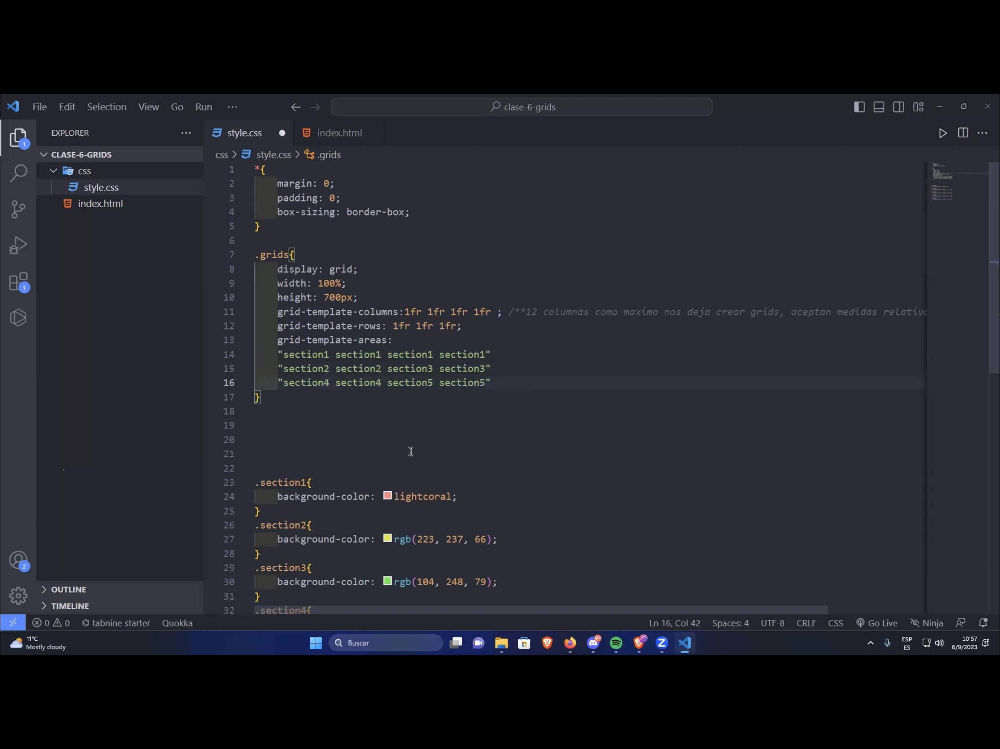 File Edit Selection View Go Run ... clase-6-grids
EXPLORER ...
style.css index.html
CLASE-6-GRIDS
css
style.css
index.html
OUTLINE
TIMELINE
css > style.css > .grids
1 *{
2 margin: 0;
3 padding: 0;
4 box-sizing: border-box;
5 }
6
7 .grids{
8 display: grid;
9 width: 100%;
10 height: 700px;
11 grid-template-columns:1fr 1fr 1fr 1fr ; /**12 columnas como maximo nos deja crear grids, aceptan medidas relativ
12 grid-template-rows: 1fr 1fr 1fr;
13 grid-template-areas:
14 "section1 section1 section1 section1"
15 "section2 section2 section3 section3"
16 "section4 section4 section5 section5"
17 }
18
19
20
21
22
23 .section1{
24 background-color: lightcoral;
25 }
26 .section2{
27 background-color: rgb(223, 237, 66);
28 }
29 .section3{
30 background-color: rgb(104, 248, 79);
31 }
32 .section4{
1
1
2
0 0 tabnine starter Quokka Ln 16, Col 42 Spaces: 4 UTF-8 CRLF CSS Go Live Ninja
11°C
Mostly cloudy
Buscar
9+
ESP
ES
10:57
6/9/2023